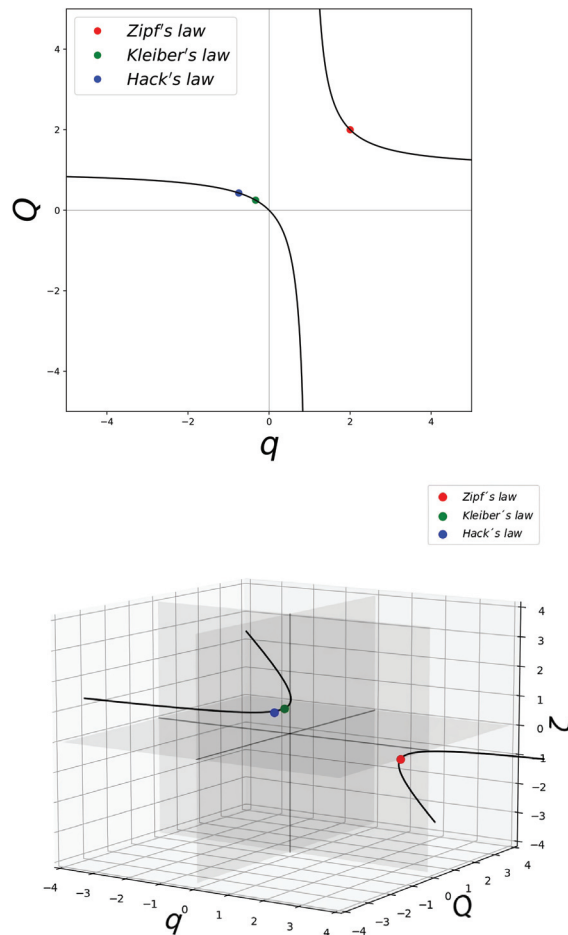 Zipf's law
Kleiber's law
Hack's law
4
2
0
−2
−4
Q
−4 −2 0 2 4
q
Zipf´s law
Kleiber´s law
Hack´s law
4
3
2
1
0
−1
−2
−3
−4
−4 −3 −2 −1 0 1 2 3 4
q
−4 −3 −2 −1 0 1 2 3 4
Q